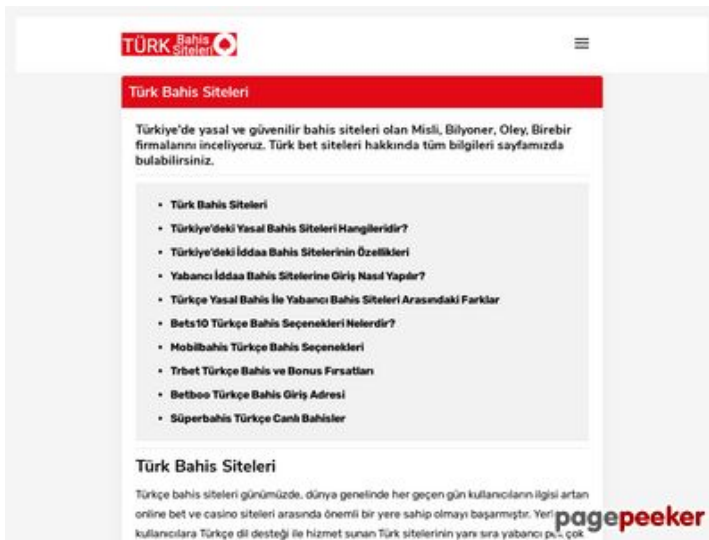 TÜRK Bahis Siteleri
Türk Bahis Siteleri
Türkiye'de yasal ve güvenilir bahis siteleri olan Misli, Bilyoner, Oley, Birebir
firmalarını inceliyoruz. Türk bet siteleri hakkında tüm bilgileri sayfamızda
bulabilirsiniz.
• Türk Bahis Siteleri
• Türkiye'deki Yasal Bahis Siteleri Hangileridir?
• Türkiye'deki İddaa Bahis Sitelerinin Özellikleri
• Yabancı İddaa Bahis Sitelerine Giriş Nasıl Yapılır?
• Türkçe Yasal Bahis İle Yabancı Bahis Siteleri Arasındaki Farklar
• Bets10 Türkçe Bahis Seçenekleri Nelerdir?
• Mobilbahis Türkçe Bahis Seçenekleri
• Trbet Türkçe Bahis ve Bonus Fırsatları
• Betboo Türkçe Bahis Giriş Adresi
• Süperbahis Türkçe Canlı Bahisler
Türk Bahis Siteleri
Türkçe bahis siteleri günümüzde, dünya genelinde her geçen gün kullanıcıların ilgisi artan
online bet ve casino siteleri arasında önemli bir yere sahip olmayı başarmıştır.
kullanıcılara Türkçe dil desteği ile hizmet sunan Türk sitelerinin yanı sıra yabancı çok
pagepeeker